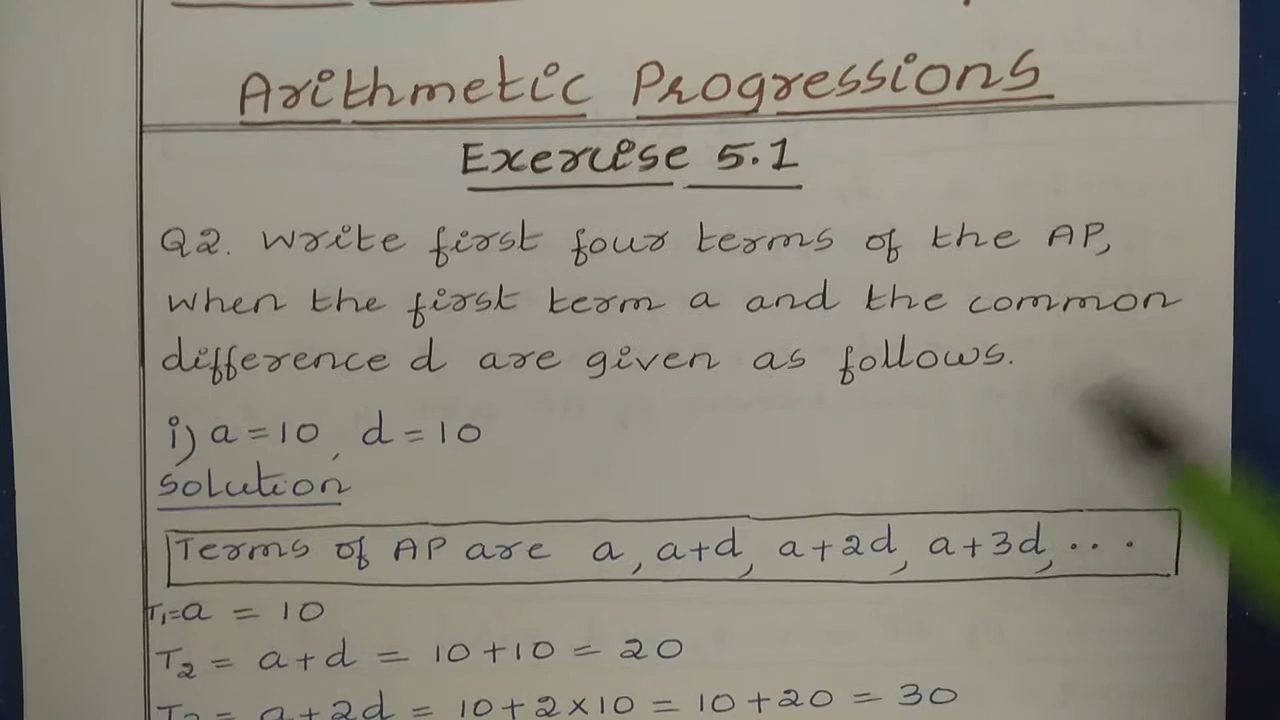 Arithmetic Progressions
Exercise 5.1
Q2. Write first four terms of the AP,
when the first term a and the common
difference d are given as follows.
i) a = 10, d = 10
Solution
Terms of AP are a, a+d, a+2d, a+3d, ...
T₁=a = 10
T₂ = a+d = 10+10 = 20
T₃ = a+2d = 10+2×10 = 10+20 = 30